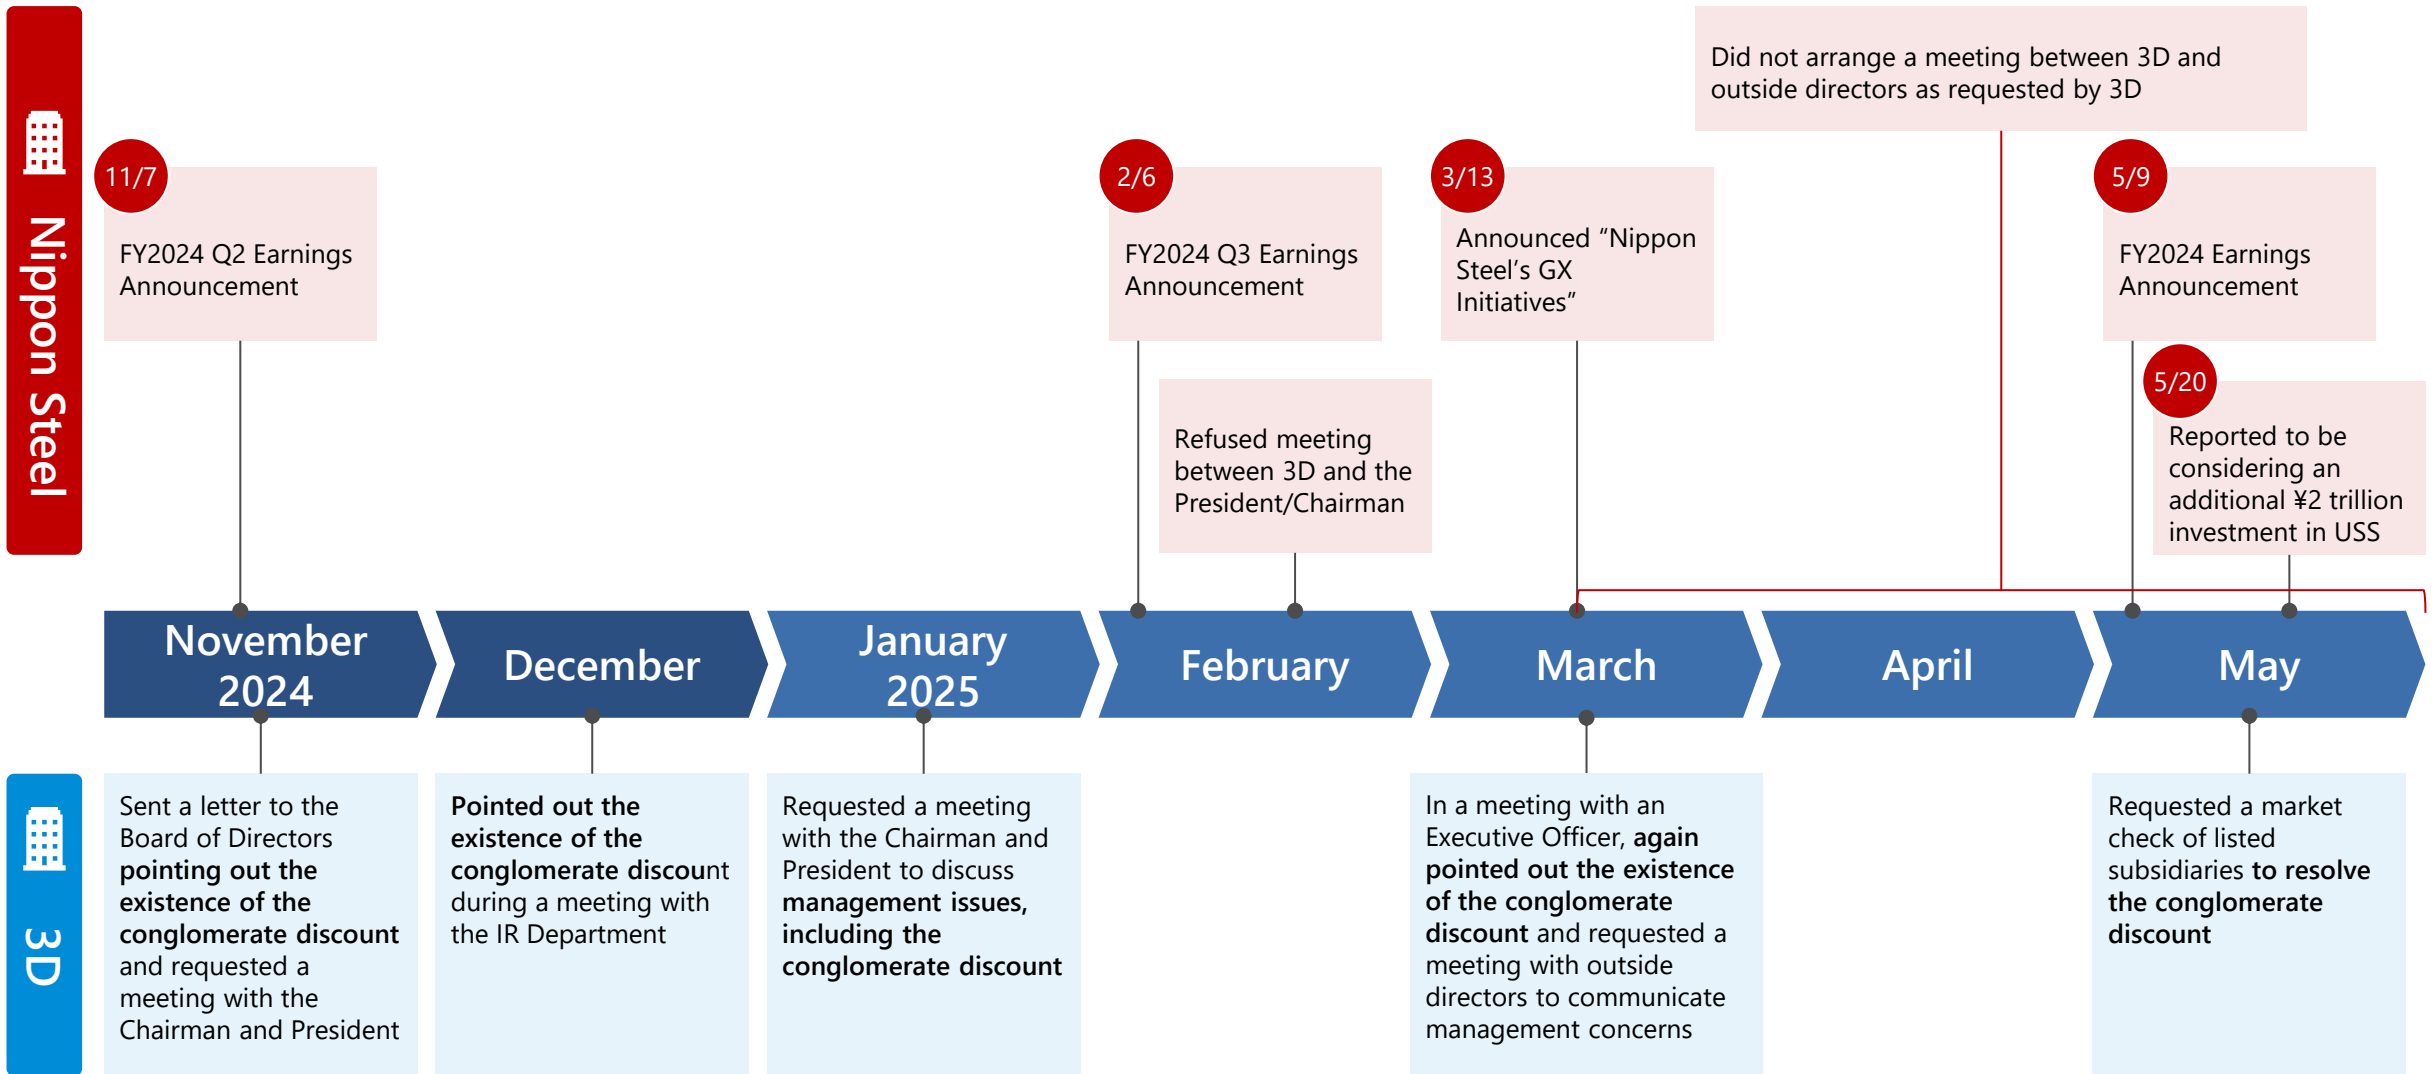 Nippon Steel
Did not arrange a meeting between 3D and
outside directors as requested by 3D
11/7
FY2024 Q2 Earnings
Announcement
2/6
FY2024 Q3 Earnings
Announcement
Refused meeting
between 3D and the
President/Chairman
3/13
Announced “Nippon
Steel’s GX
Initiatives”
5/9
FY2024 Earnings
Announcement
5/20
Reported to be
considering an
additional ¥2 trillion
investment in USS
November
2024
December
January
2025
February
March
April
May
3D
Sent a letter to the
Board of Directors
pointing out the
existence of the
conglomerate discount
and requested a
meeting with the
Chairman and President
Pointed out the
existence of the
conglomerate discount
during a meeting with
the IR Department
Requested a meeting
with the Chairman and
President to discuss
management issues,
including the
conglomerate discount
In a meeting with an
Executive Officer, again
pointed out the existence
of the conglomerate
discount and requested a
meeting with outside
directors to communicate
management concerns
Requested a market
check of listed
subsidiaries to resolve
the conglomerate
discount